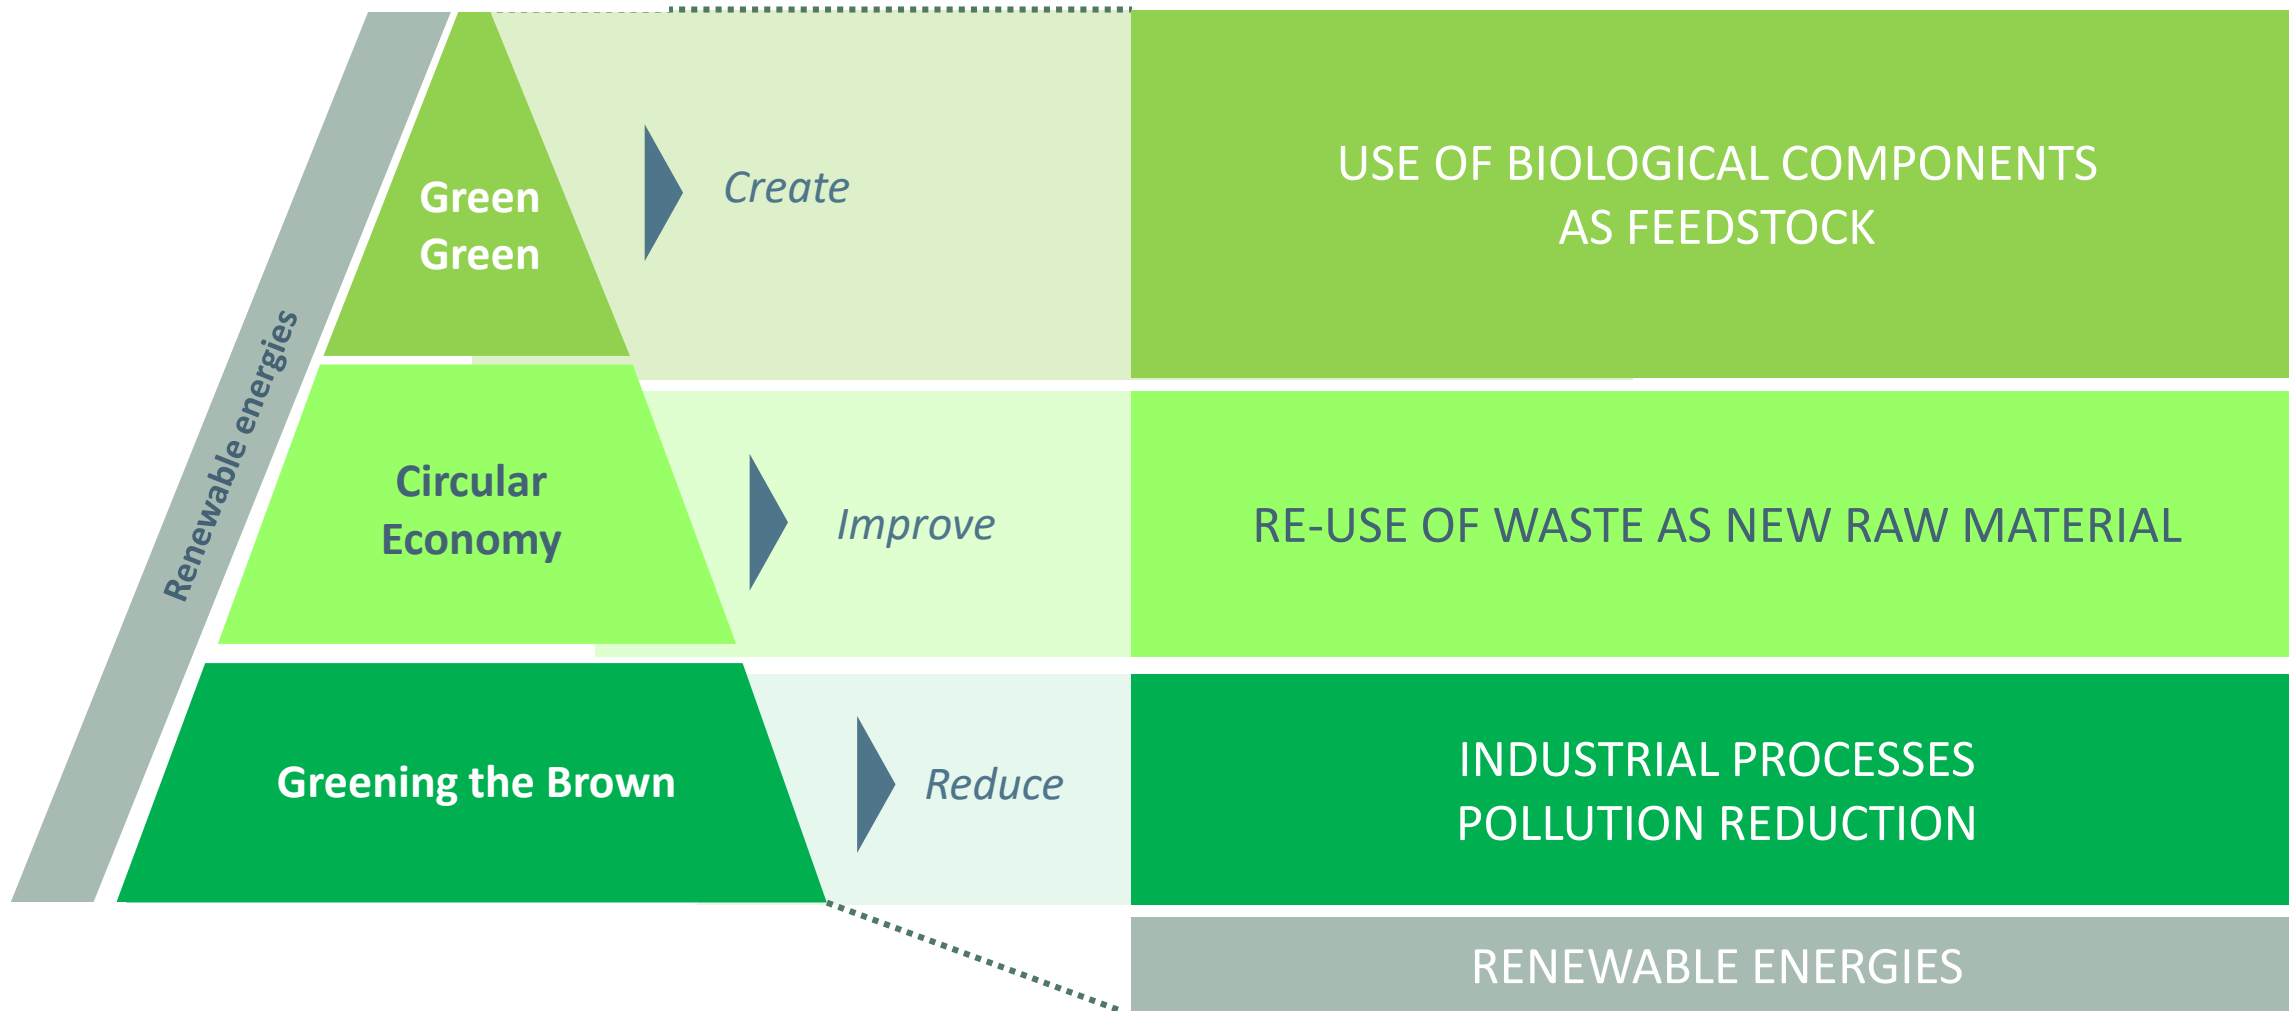 Renewable energies
Green
Green
Create
USE OF BIOLOGICAL COMPONENTS
AS FEEDSTOCK
Circular
Economy
Improve
RE-USE OF WASTE AS NEW RAW MATERIAL
Greening the Brown
Reduce
INDUSTRIAL PROCESSES
POLLUTION REDUCTION
RENEWABLE ENERGIES